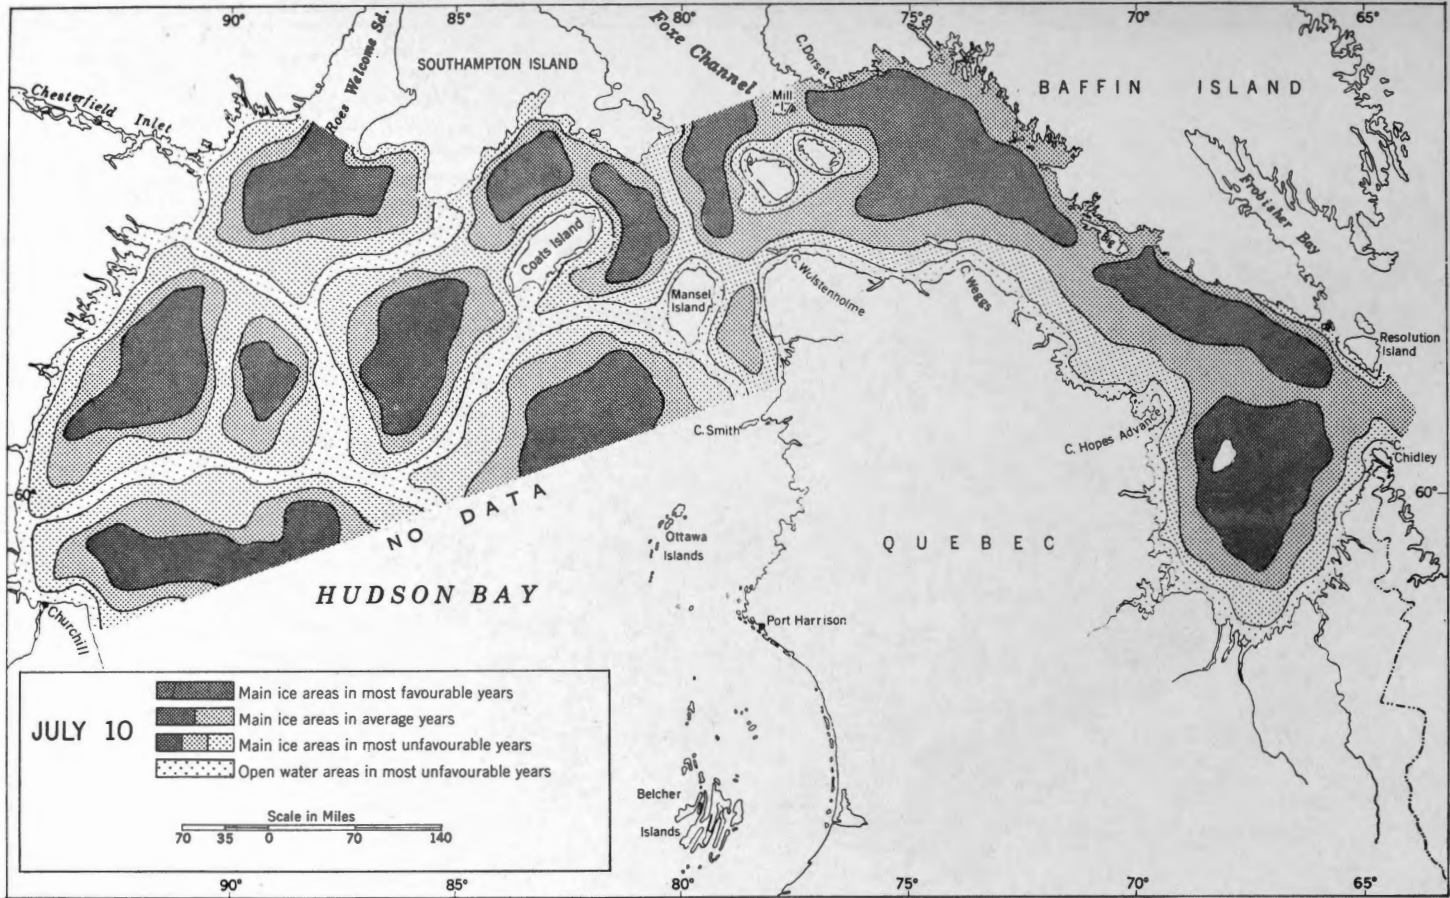 90°
85°
80°
75°
70°
65°
Roes Welcome Sd.
SOUTHAMPTON ISLAND
Foxe Channel
C. Dorset
Mill
I.
BAFFIN ISLAND
Chesterfield Inlet
Frobisher Bay
Coats Island
Mansel
Island
C. Wolstenholme
C. Weggs
Big
I.
Resolution
Island
C. Smith
C. Hopes Advance
C.
Chidley
60°
60°
NO DATA
Ottawa
Islands
QUEBEC
HUDSON BAY
Churchill
Port Harrison
JULY 10
Main ice areas in most favourable years
Main ice areas in average years
Main ice areas in most unfavourable years
Open water areas in most unfavourable years
Scale in Miles
70 35 0 70 140
Belcher
Islands
90°
85°
80°
75°
70°
65°